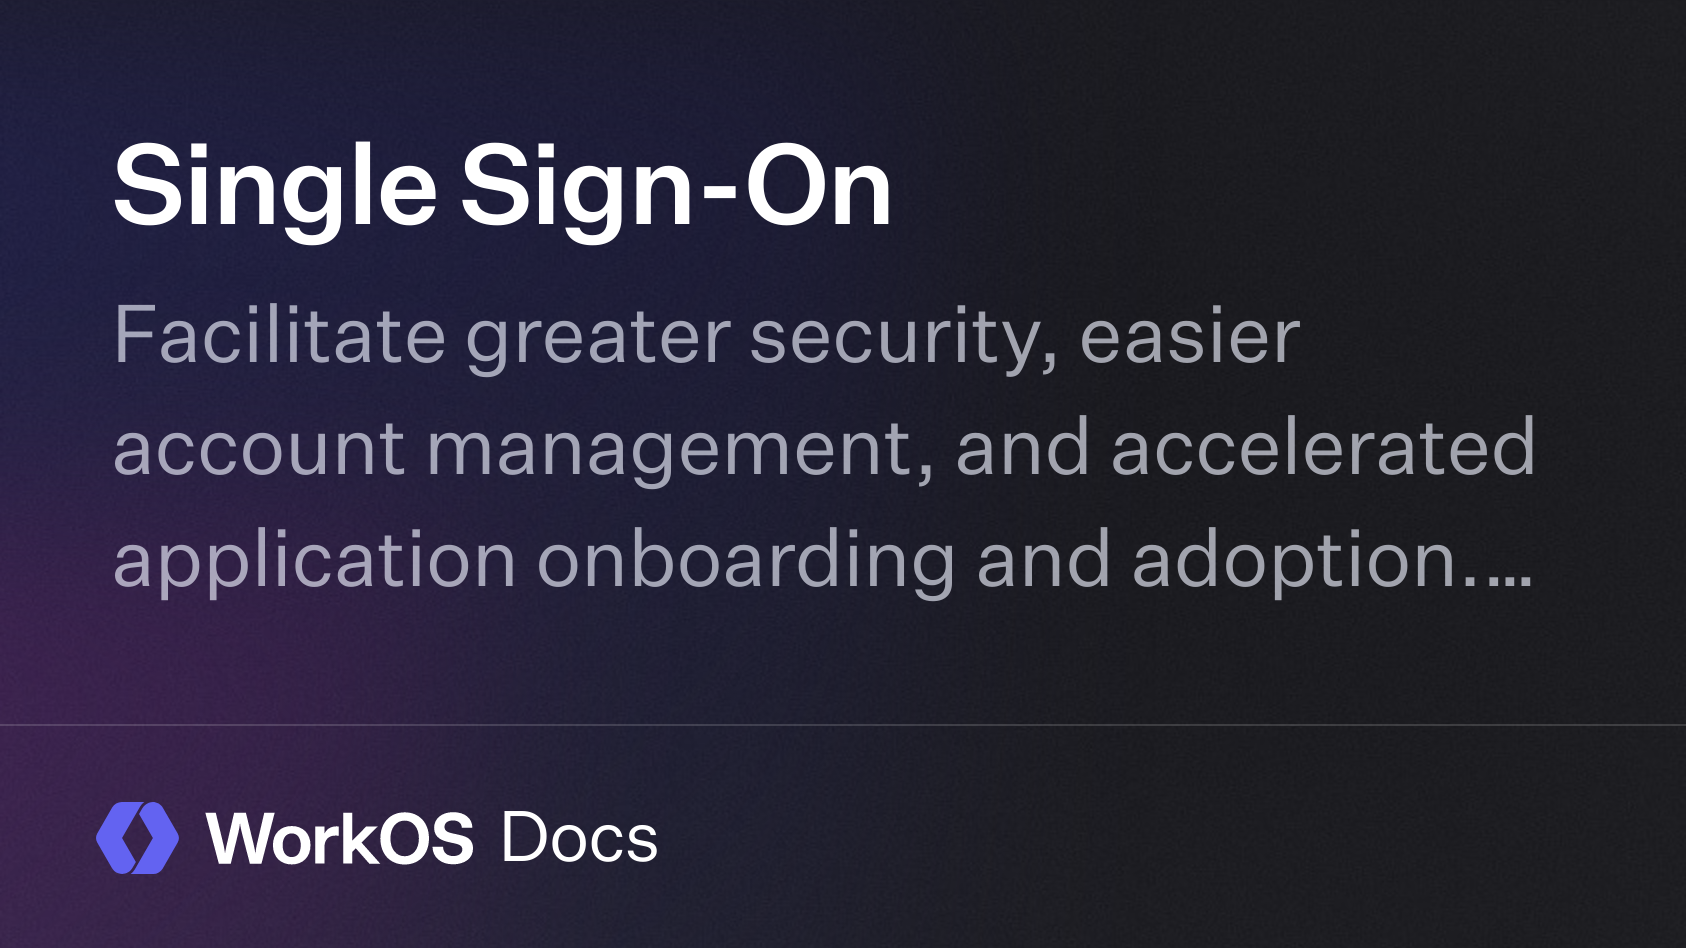 Single Sign-On
Facilitate greater security, easier
account management, and accelerated
application onboarding and adoption.…
WorkOS Docs